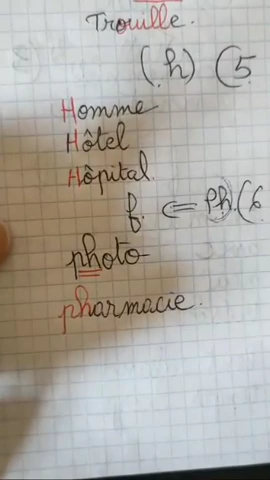 Trouille.
(h) (5
Homme
Hôtel
Hôpital.
f. ⇐ Ph. (6
photo
pharmacie.